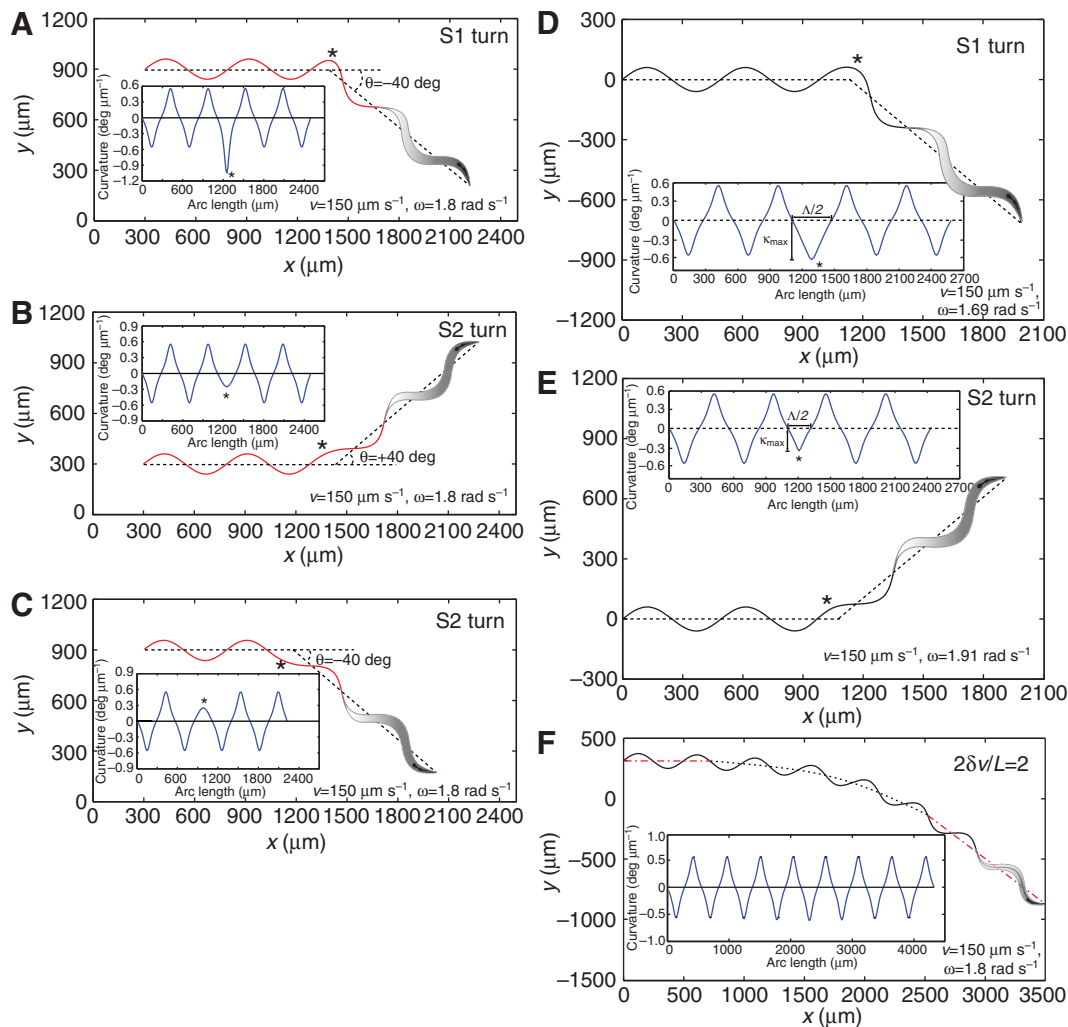 A
S1 turn
*
θ=−40 deg
1200
900
600
300
0
y (μm)
0 300 600 900 1200 1500 1800 2100 2400
x (μm)
Curvature (deg μm⁻¹)
0.6
0.3
0
−0.3
−0.6
−0.9
−1.2
*
0 600 1200 1800 2400
Arc length (μm)
v=150 μm s⁻¹, ω=1.8 rad s⁻¹
B
S2 turn
1200
900
600
300
0
y (μm)
Curvature (deg μm⁻¹)
0.9
0.6
0.3
0
−0.3
−0.6
−0.9
*
0 600 1200 1800 2400
Arc length (μm)
*
θ=+40 deg
v=150 μm s⁻¹, ω=1.8 rad s⁻¹
0 300 600 900 1200 1500 1800 2100 2400
x (μm)
C
S2 turn
1200
900
600
300
0
y (μm)
*
θ=−40 deg
Curvature (deg μm⁻¹)
0.9
0.6
0.3
0
−0.3
−0.6
−0.9
*
0 600 1200 1800 2400
Arc length (μm)
v=150 μm s⁻¹, ω=1.8 rad s⁻¹
0 300 600 900 1200 1500 1800 2100 2400
x (μm)
D
S1 turn
*
300
0
−300
−600
−900
−1200
y (μm)
Curvature (deg μm⁻¹)
0.6
0.3
0
−0.3
−0.6
Λ/2
κmax
*
0 300 600 900 1200 1500 1800 2100 2400 2700
Arc length (μm)
v=150 μm s⁻¹,
ω=1.69 rad s⁻¹
0 300 600 900 1200 1500 1800 2100
x (μm)
E
S2 turn
1200
900
600
300
0
−300
y (μm)
Curvature (deg μm⁻¹)
0.6
0.3
0
−0.3
−0.6
Λ/2
κmax
*
0 300 600 900 1200 1500 1800 2100 2400 2700
Arc length (μm)
*
v=150 μm s⁻¹, ω=1.91 rad s⁻¹
0 300 600 900 1200 1500 1800 2100
x (μm)
F
2δv/L=2
500
0
−500
−1000
−1500
y (μm)
Curvature (deg μm⁻¹)
1.0
0.5
0
−0.5
−1.0
0 1000 2000 3000 4000
Arc length (μm)
v=150 μm s⁻¹,
ω=1.8 rad s⁻¹
0 500 1000 1500 2000 2500 3000 3500
x (μm)